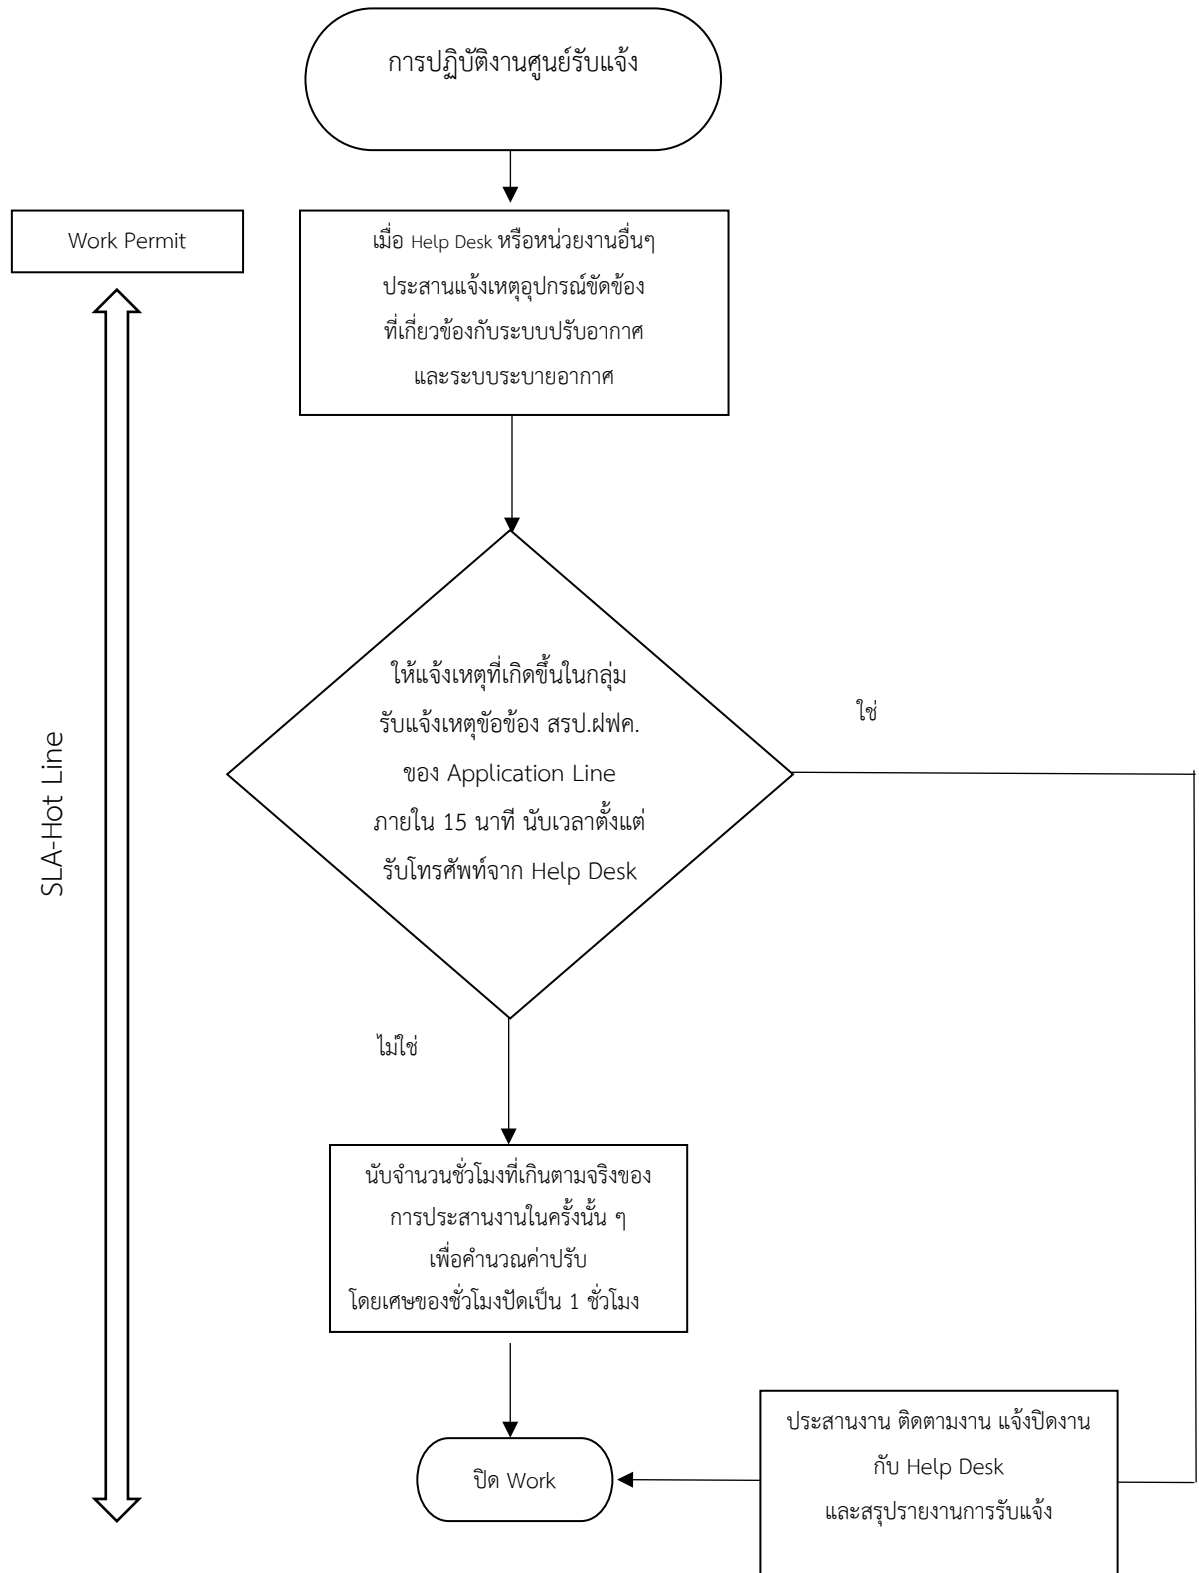 การปฏิบัติงานศูนย์รับแจ้ง
Work Permit
เมื่อ Help Desk หรือหน่วยงานอื่นๆ
ประสานแจ้งเหตุอุปกรณ์ขัดข้อง
ที่เกี่ยวข้องกับระบบปรับอากาศ
และระบบระบายอากาศ
SLA-Hot Line
ให้แจ้งเหตุที่เกิดขึ้นในกลุ่ม
รับแจ้งเหตุขัอข้อง สรป.ฝฟค.
ของ Application Line
ภายใน 15 นาที นับเวลาตั้งแต่
รับโทรศัพท์จาก Help Desk
ใช่
ไม่ใช่
นับจำนวนชั่วโมงที่เกินตามจริงของ
การประสานงานในครั้งนั้น ๆ
เพื่อคำนวณค่าปรับ
โดยเศษของชั่วโมงปัดเป็น 1 ชั่วโมง
ประสานงาน ติดตามงาน แจ้งปิดงาน
กับ Help Desk
และสรุปรายงานการรับแจ้ง
ปิด Work